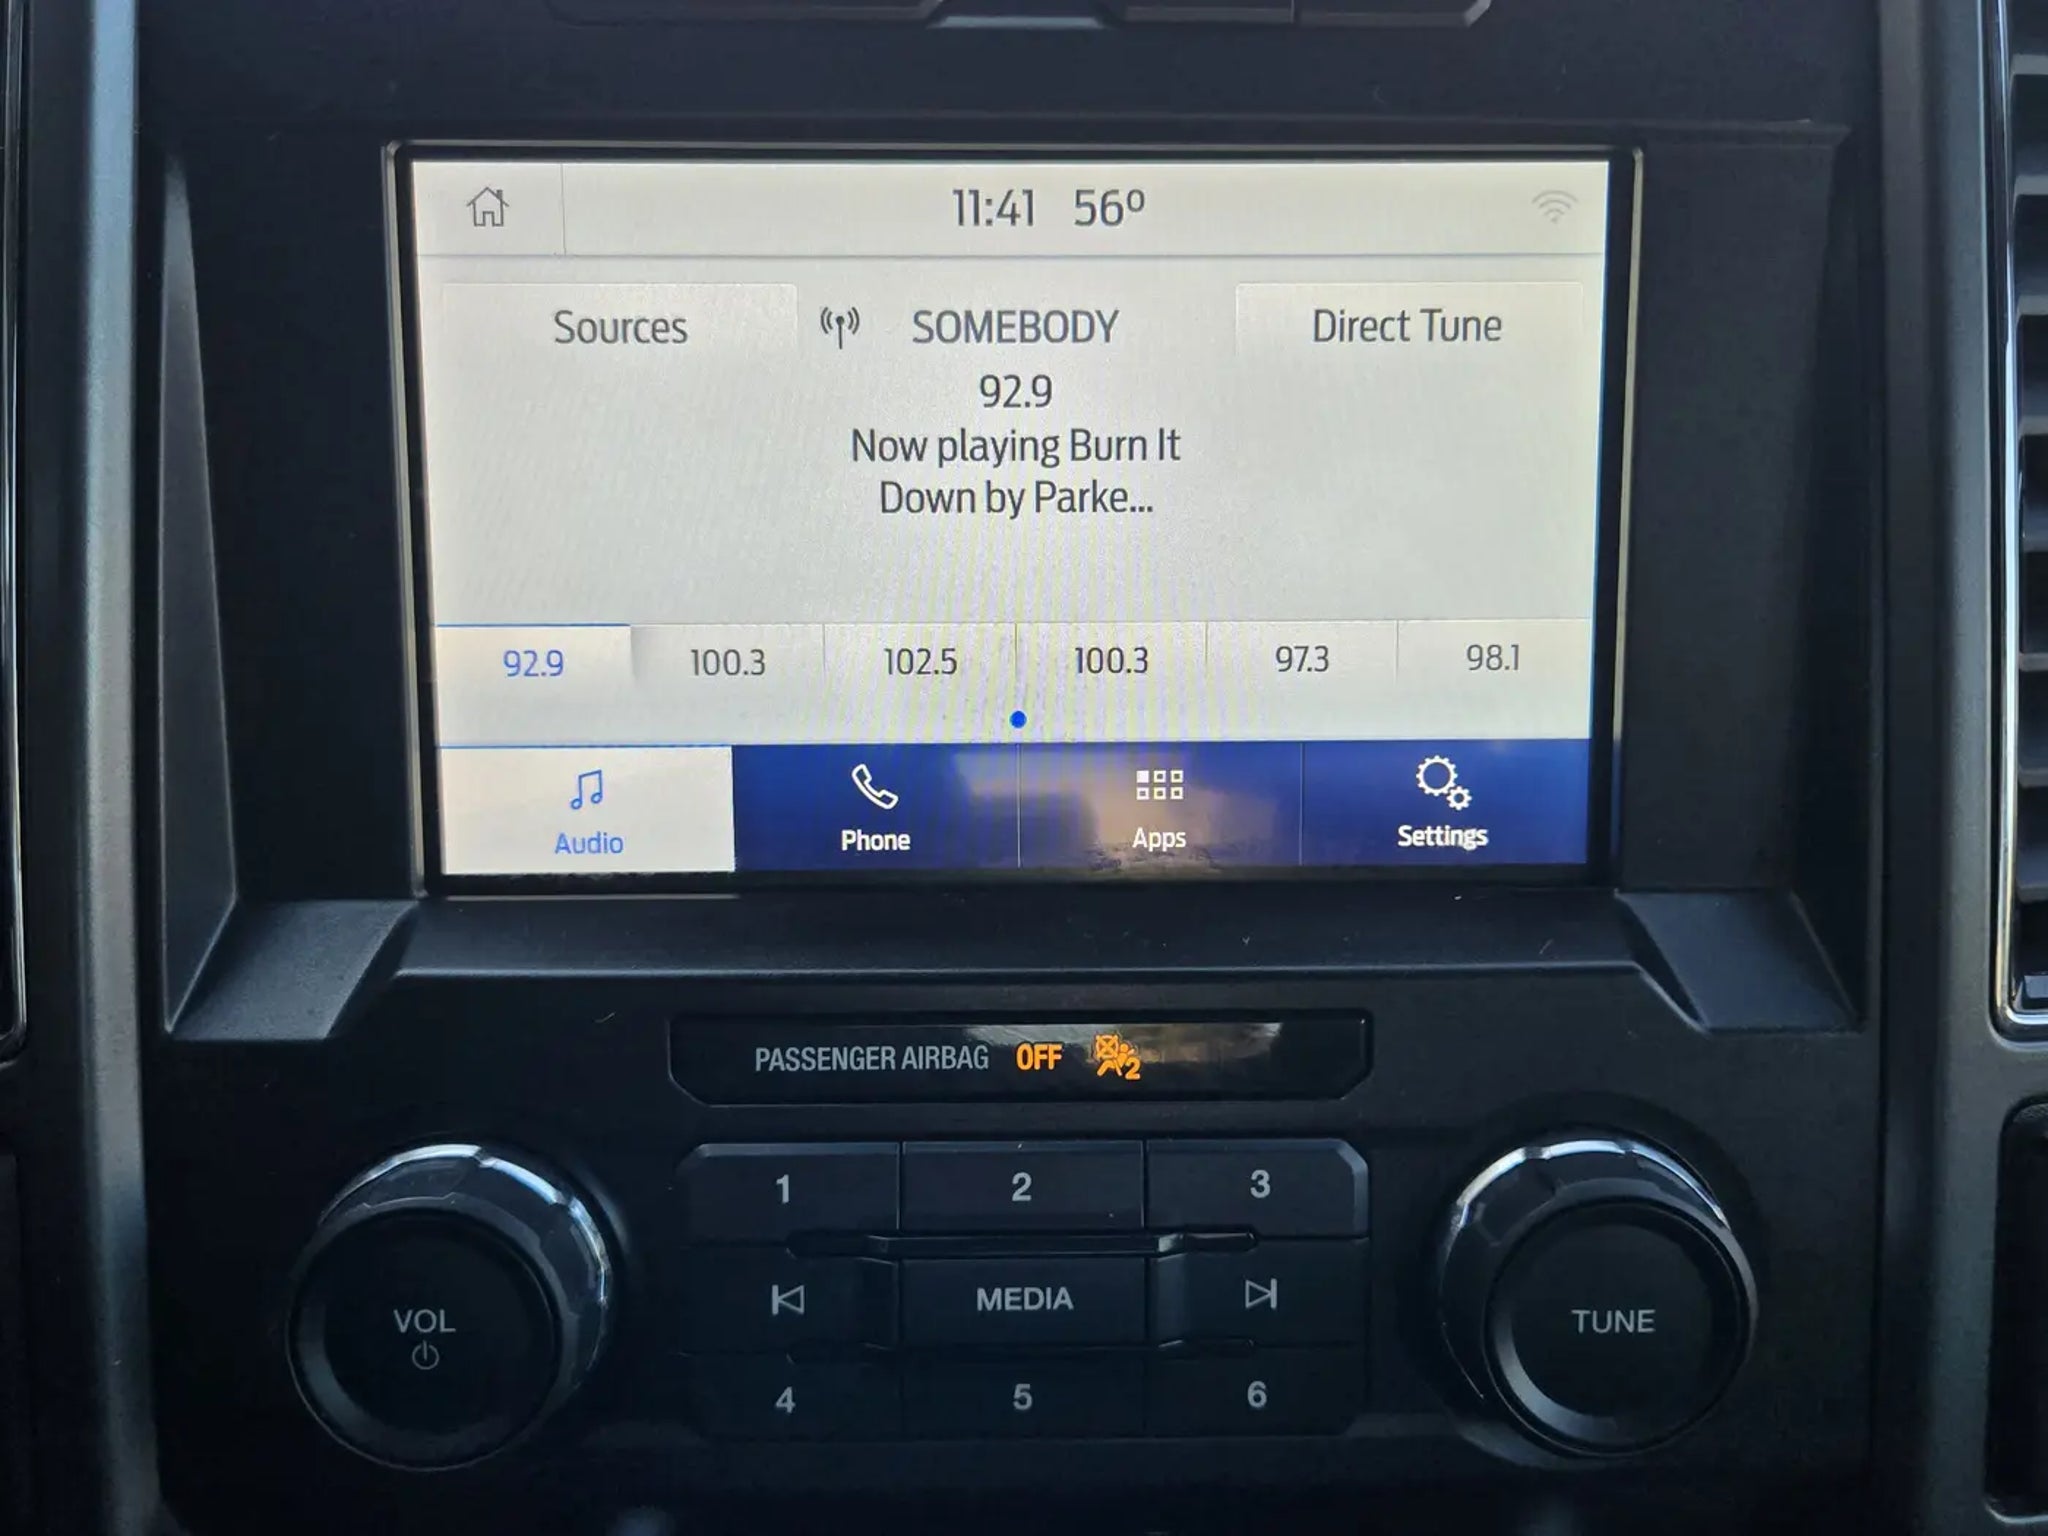 11:41 56°
Sources
SOMEBODY
Direct Tune
92.9
Now playing Burn It
Down by Parke...
92.9 100.3 102.5 100.3 97.3 98.1
Audio Phone Apps Settings
PASSENGER AIRBAG OFF 2
1 2 3
VOL
MEDIA
TUNE
4 5 6